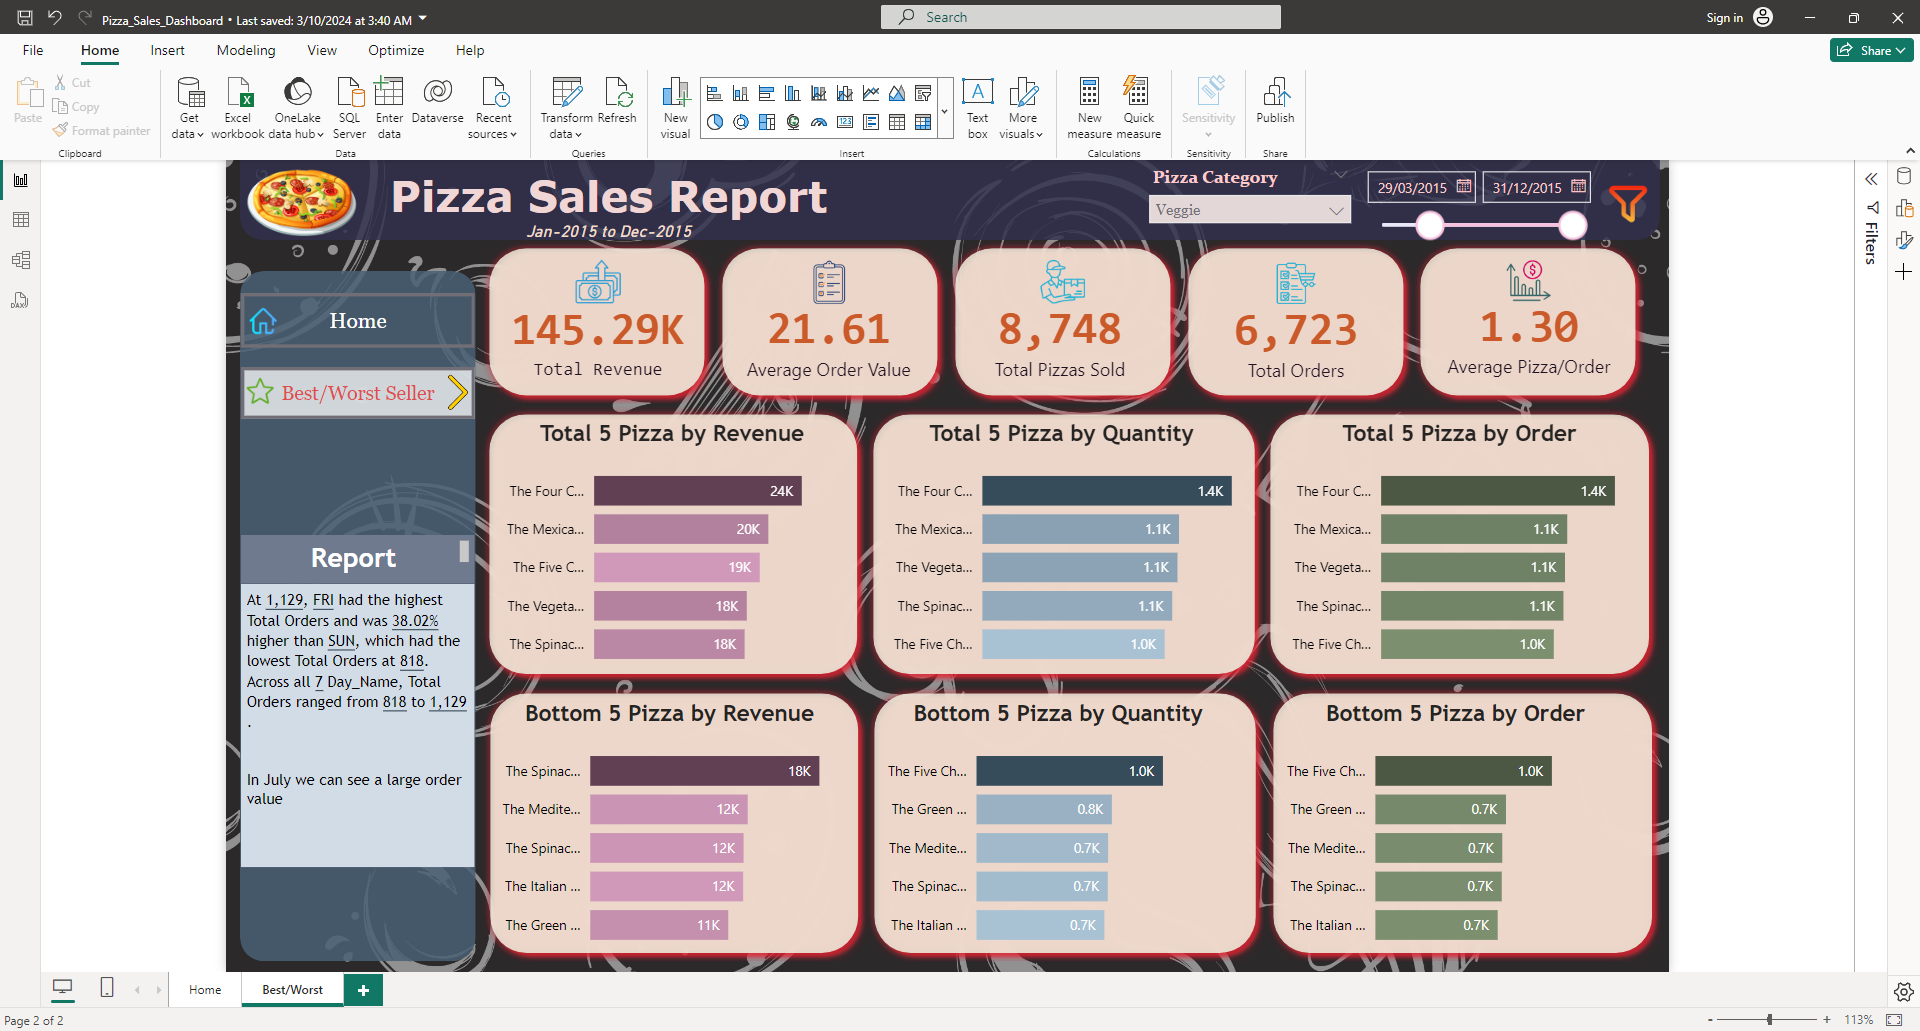 Pizza_Sales_Dashboard • Last saved: 3/10/2024 at 3:40 AM
Search
Sign in
File
Home
Insert
Modeling
View
Optimize
Help
Share
Paste
Cut
Copy
Format painter
Clipboard
Get data
Excel workbook
OneLake data hub
SQL Server
Enter data
Dataverse
Recent sources
Data
Transform data
Refresh
Queries
New visual
Text box
More visuals
Insert
New measure
Quick measure
Calculations
Sensitivity
Sensitivity
Publish
Share
Pizza Sales Report
Jan-2015 to Dec-2015
Pizza Category
Veggie
29/03/2015
31/12/2015
Filters
Home
Best/Worst Seller
145.29K
Total Revenue
21.61
Average Order Value
8,748
Total Pizzas Sold
6,723
Total Orders
1.30
Average Pizza/Order
Total 5 Pizza by Revenue
The Four C... 24K
The Mexica... 20K
The Five C... 19K
The Vegeta... 18K
The Spinac... 18K
Total 5 Pizza by Quantity
The Four C... 1.4K
The Mexica... 1.1K
The Vegeta... 1.1K
The Spinac... 1.1K
The Five Ch... 1.0K
Total 5 Pizza by Order
The Four C... 1.4K
The Mexica... 1.1K
The Vegeta... 1.1K
The Spinac... 1.1K
The Five Ch... 1.0K
Report
At 1,129, FRI had the highest
Total Orders and was 38.02%
higher than SUN, which had the
lowest Total Orders at 818.
Across all 7 Day_Name, Total
Orders ranged from 818 to 1,129
.
In July we can see a large order
value
Bottom 5 Pizza by Revenue
The Spinac... 18K
The Medite... 12K
The Spinac... 12K
The Italian ... 12K
The Green ... 11K
Bottom 5 Pizza by Quantity
The Five Ch... 1.0K
The Green ... 0.8K
The Medite... 0.7K
The Spinac... 0.7K
The Italian ... 0.7K
Bottom 5 Pizza by Order
The Five Ch... 1.0K
The Green ... 0.7K
The Medite... 0.7K
The Spinac... 0.7K
The Italian ... 0.7K
Home
Best/Worst
+
Page 2 of 2
- + 113%